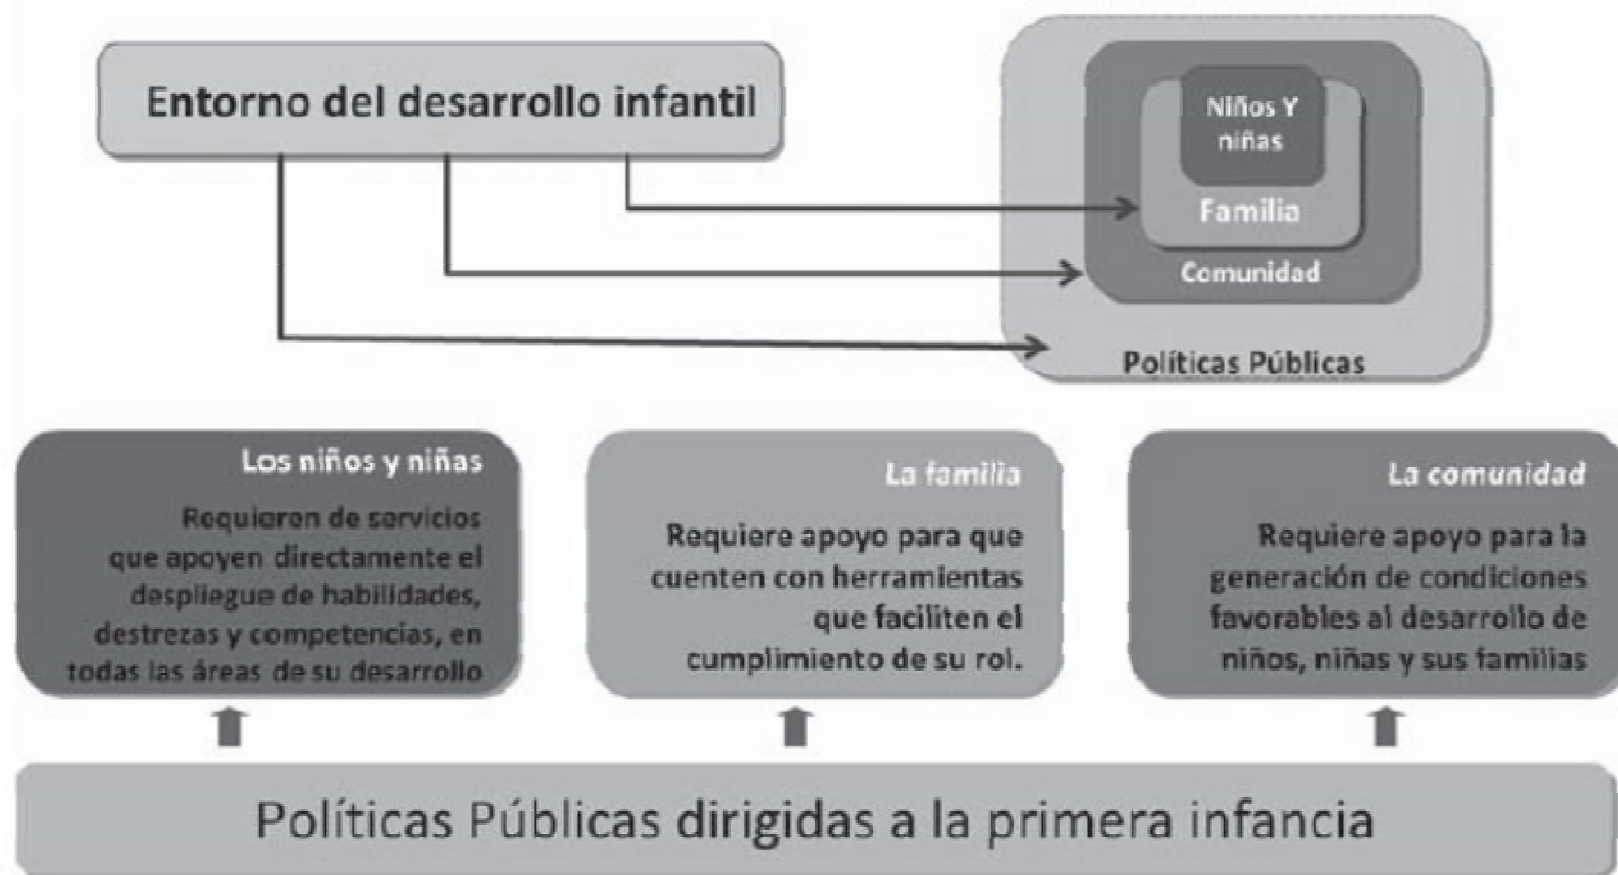 Entorno del desarrollo infantil
Niños Y
niñas
Familia
Comunidad
Políticas Públicas
Los niños y niñas
Requieren de servicios
que apoyen directamente el
despliegue de habilidades,
destrezas y competencias, en
todas las áreas de su desarrollo
La familia
Requiere apoyo para que
cuenten con herramientas
que faciliten el
cumplimiento de su rol.
La comunidad
Requiere apoyo para la
generación de condiciones
favorables al desarrollo de
niños, niñas y sus familias
Políticas Públicas dirigidas a la primera infancia